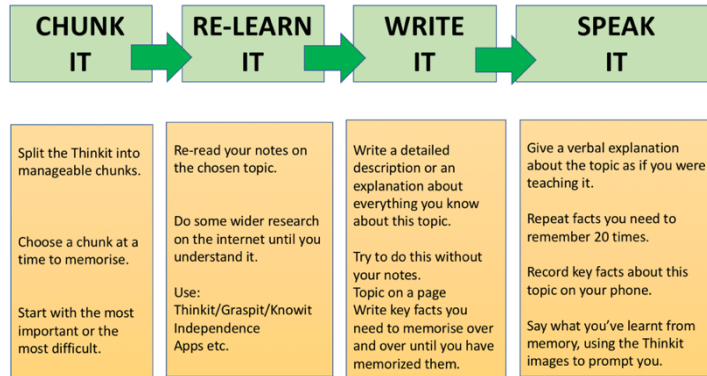 CHUNK
IT
RE-LEARN
IT
WRITE
IT
SPEAK
IT
Split the Thinkit into
manageable chunks.
Choose a chunk at a
time to memorise.
Start with the most
important or the
most difficult.
Re-read your notes on
the chosen topic.
Do some wider research
on the internet until you
understand it.
Use:
Thinkit/Graspit/Knowit
Independence
Apps etc.
Write a detailed
description or an
explanation about
everything you know
about this topic.
Try to do this without
your notes.
Topic on a page
Write key facts you
need to memorise over
and over until you have
memorized them.
Give a verbal explanation
about the topic as if you were
teaching it.
Repeat facts you need to
remember 20 times.
Record key facts about this
topic on your phone.
Say what you've learnt from
memory, using the Thinkit
images to prompt you.